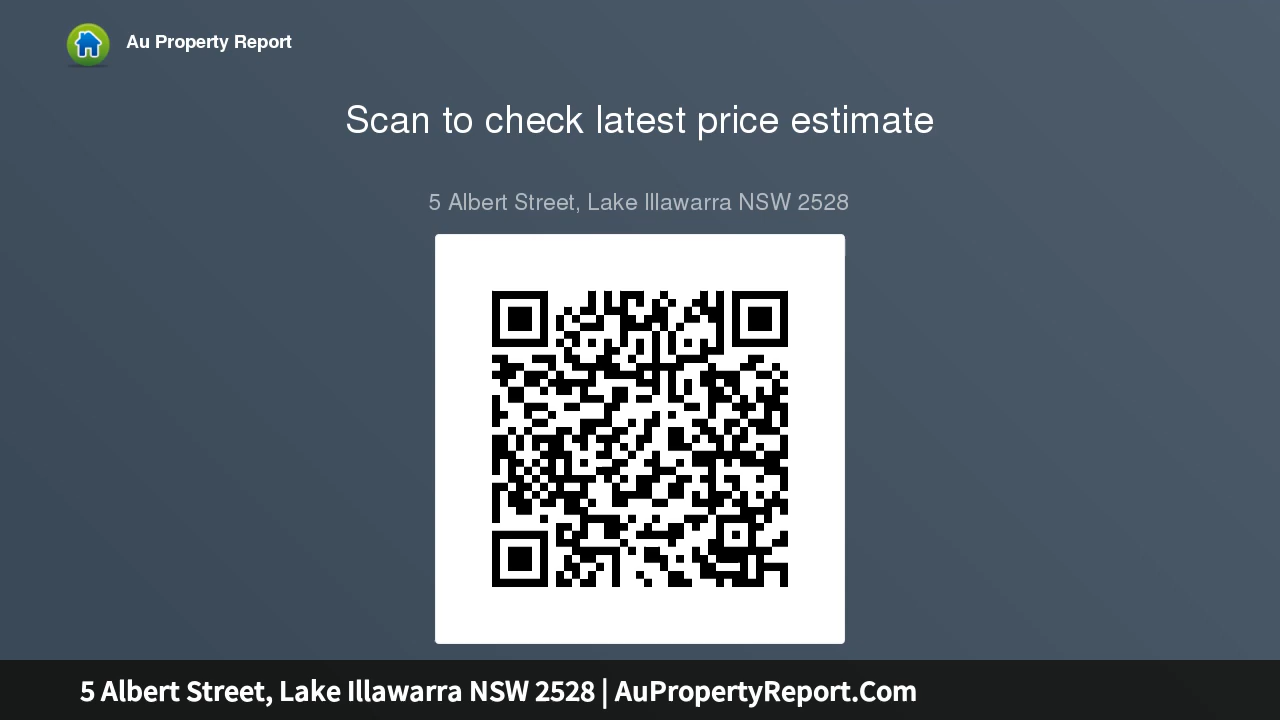 Au Property Report
Scan to check latest price estimate
5 Albert Street, Lake Illawarra NSW 2528
5 Albert Street, Lake Illawarra NSW 2528 | AuPropertyReport.Com